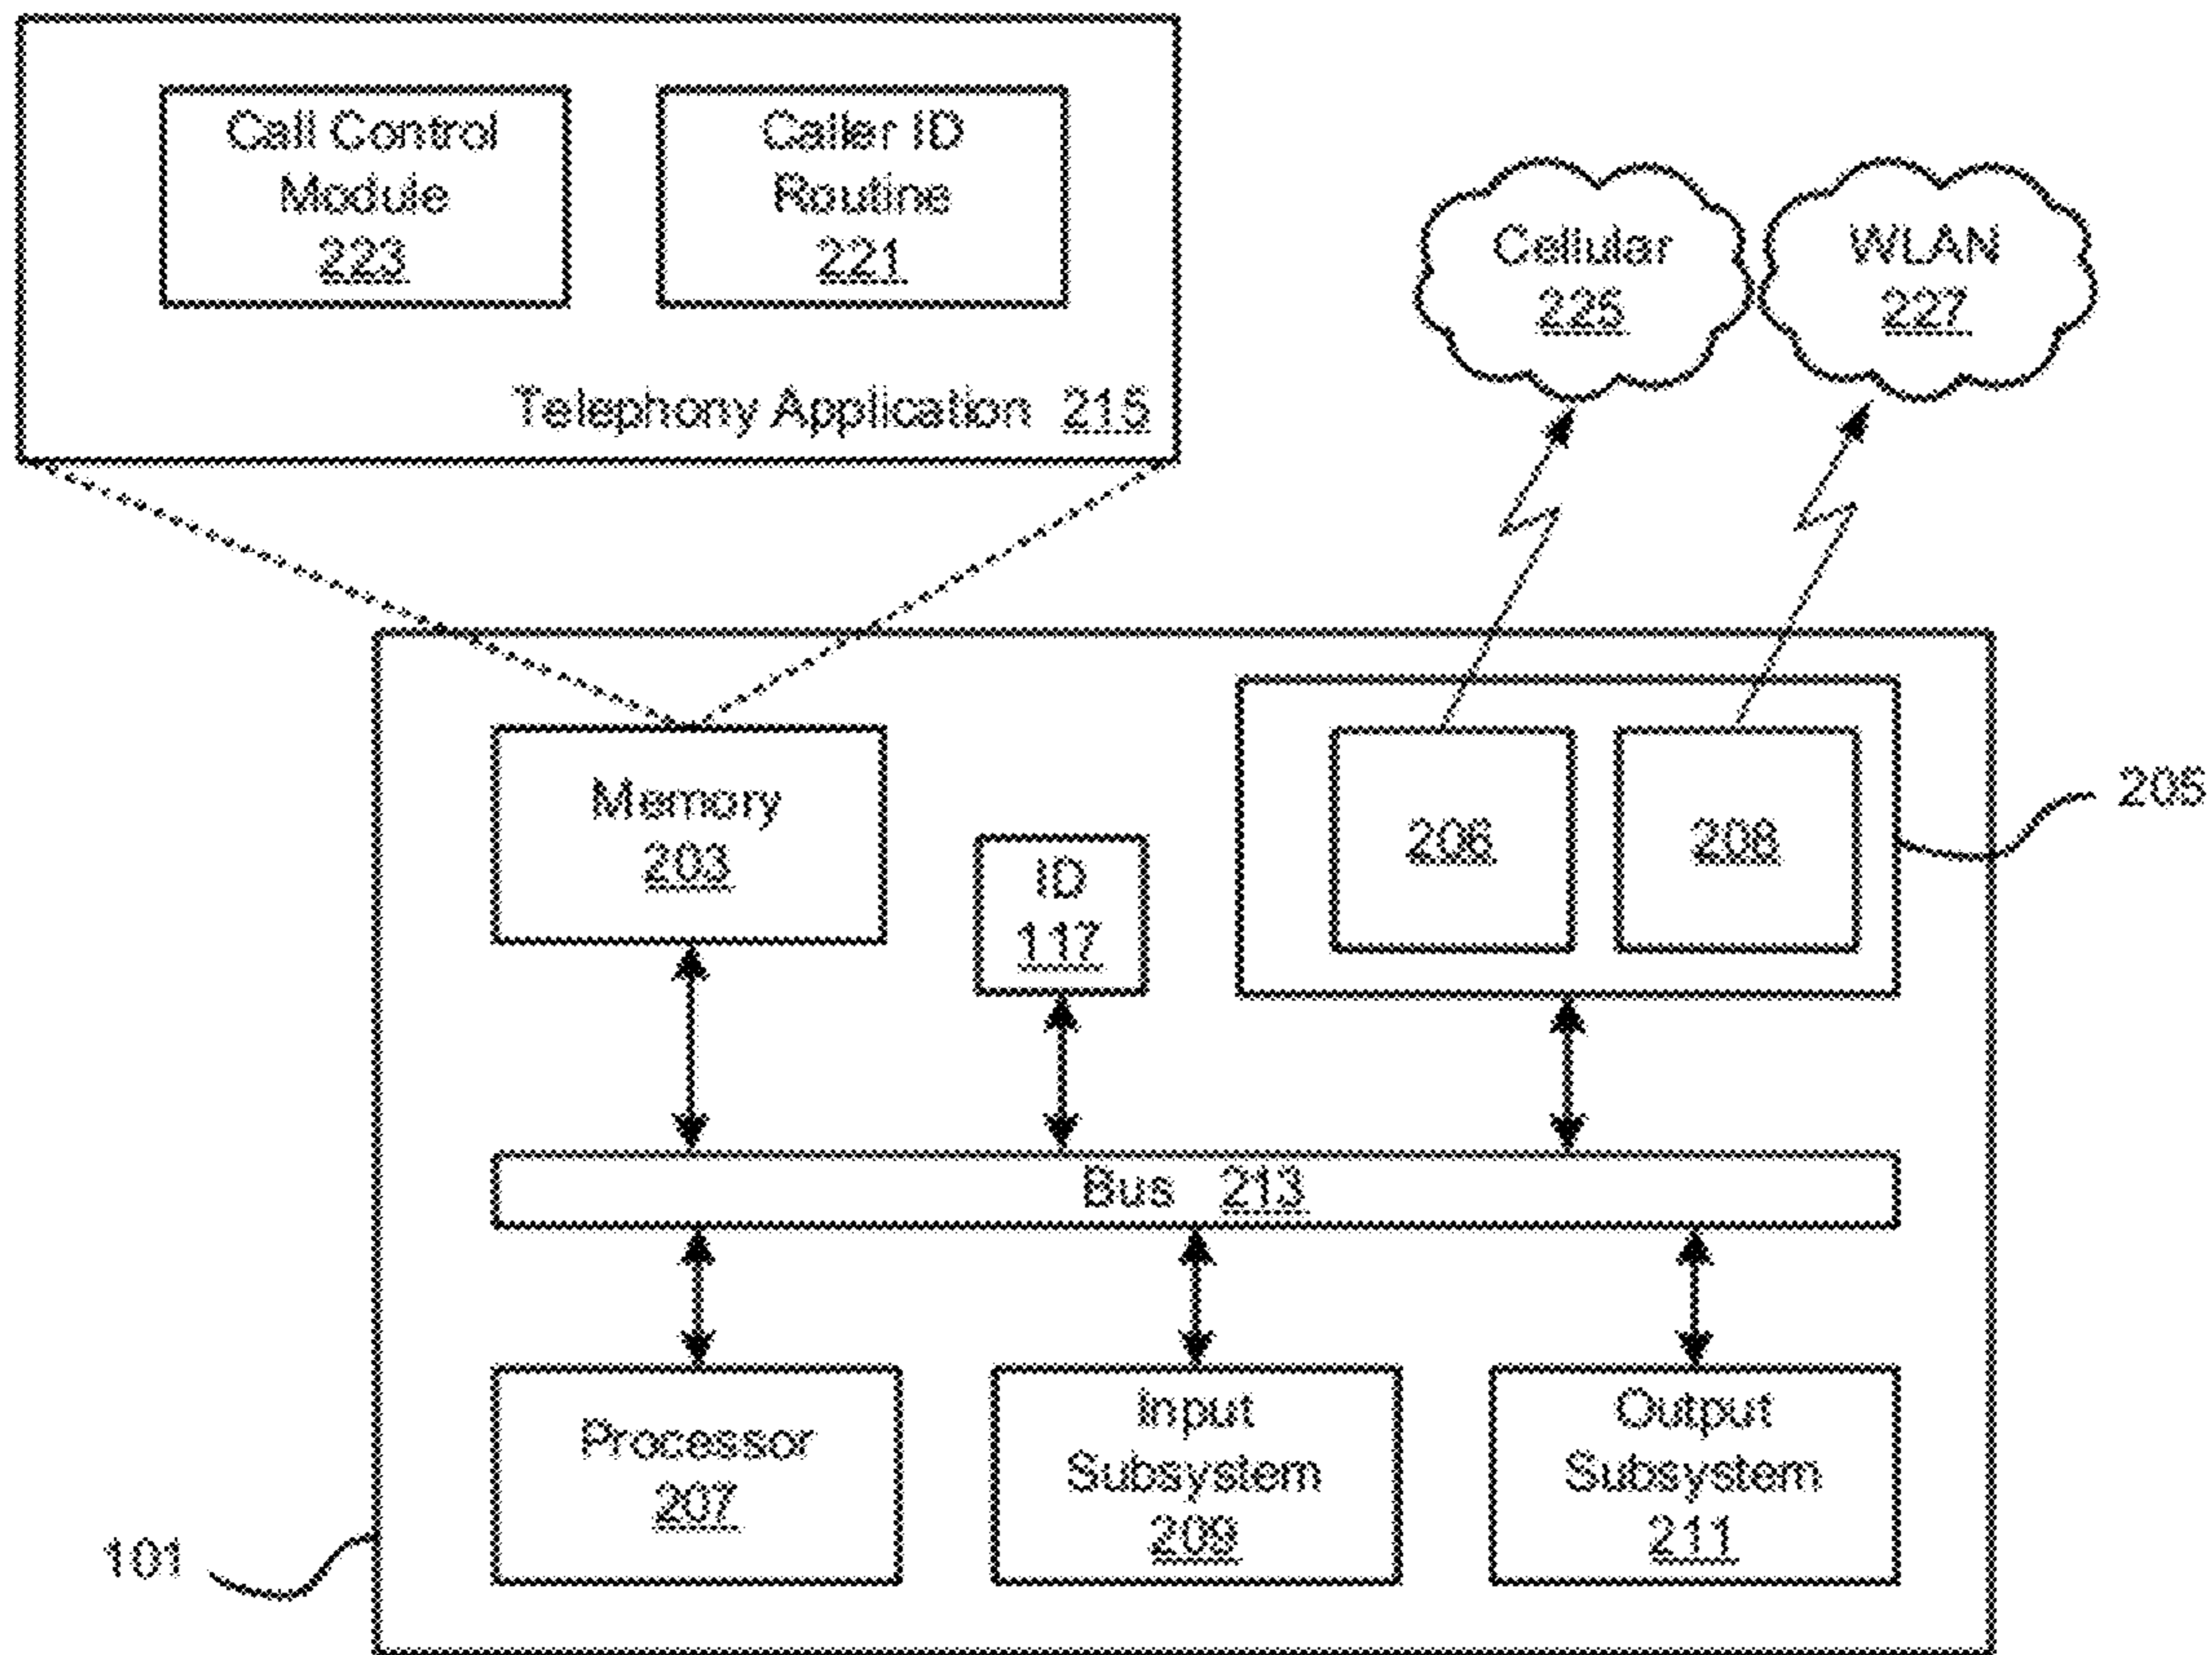 Call Control
Module
223
Caller ID
Routine
221
Telephony Application 215
Cellular
225
WLAN
227
Memory
203
ID
117
206
208
205
Bus 213
Processor
207
Input
Subsystem
209
Output
Subsystem
211
101